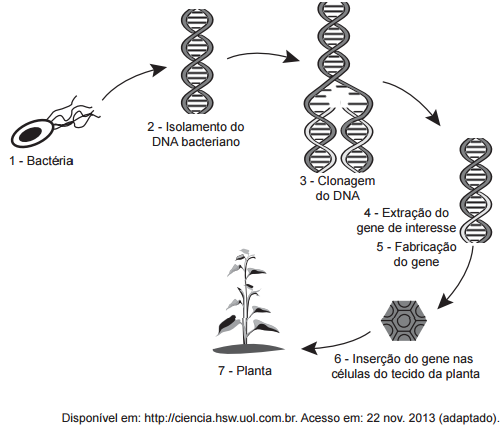 1 - Bactéria
2 - Isolamento do
DNA bacteriano
3 - Clonagem
do DNA
4 - Extração do
gene de interesse
5 - Fabricação
do gene
6 - Inserção do gene nas
células do tecido da planta
7 - Planta
Disponível em: http://ciencia.hsw.uol.com.br. Acesso em: 22 nov. 2013 (adaptado).